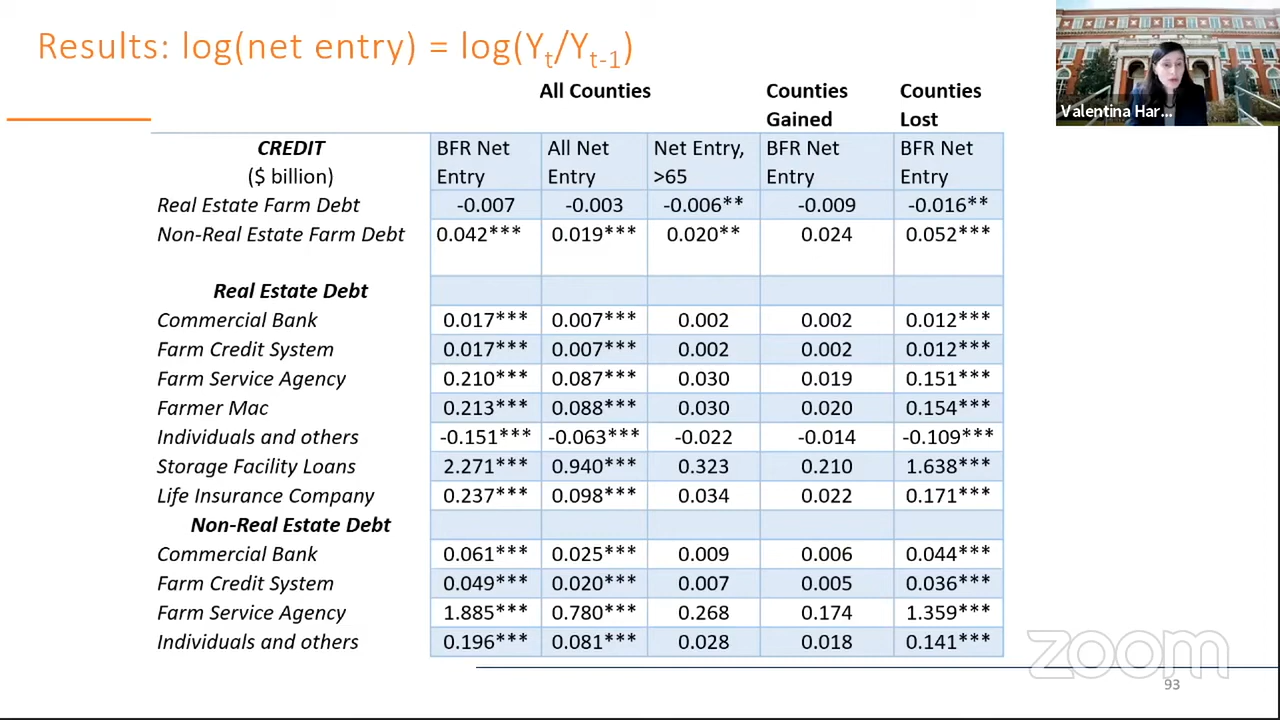 Results: log(net entry) = log(Yt/Yt-1)
All Counties Counties Gained Counties Lost
CREDIT ($ billion) BFR Net Entry All Net Entry Net Entry, >65 BFR Net Entry BFR Net Entry
Real Estate Farm Debt -0.007 -0.003 -0.006** -0.009 -0.016**
Non-Real Estate Farm Debt 0.042*** 0.019*** 0.020** 0.024 0.052***
Real Estate Debt
Commercial Bank 0.017*** 0.007*** 0.002 0.002 0.012***
Farm Credit System 0.017*** 0.007*** 0.002 0.002 0.012***
Farm Service Agency 0.210*** 0.087*** 0.030 0.019 0.151***
Farmer Mac 0.213*** 0.088*** 0.030 0.020 0.154***
Individuals and others -0.151*** -0.063*** -0.022 -0.014 -0.109***
Storage Facility Loans 2.271*** 0.940*** 0.323 0.210 1.638***
Life Insurance Company 0.237*** 0.098*** 0.034 0.022 0.171***
Non-Real Estate Debt
Commercial Bank 0.061*** 0.025*** 0.009 0.006 0.044***
Farm Credit System 0.049*** 0.020*** 0.007 0.005 0.036***
Farm Service Agency 1.885*** 0.780*** 0.268 0.174 1.359***
Individuals and others 0.196*** 0.081*** 0.028 0.018 0.141***
Valentina Har...
zoom
93